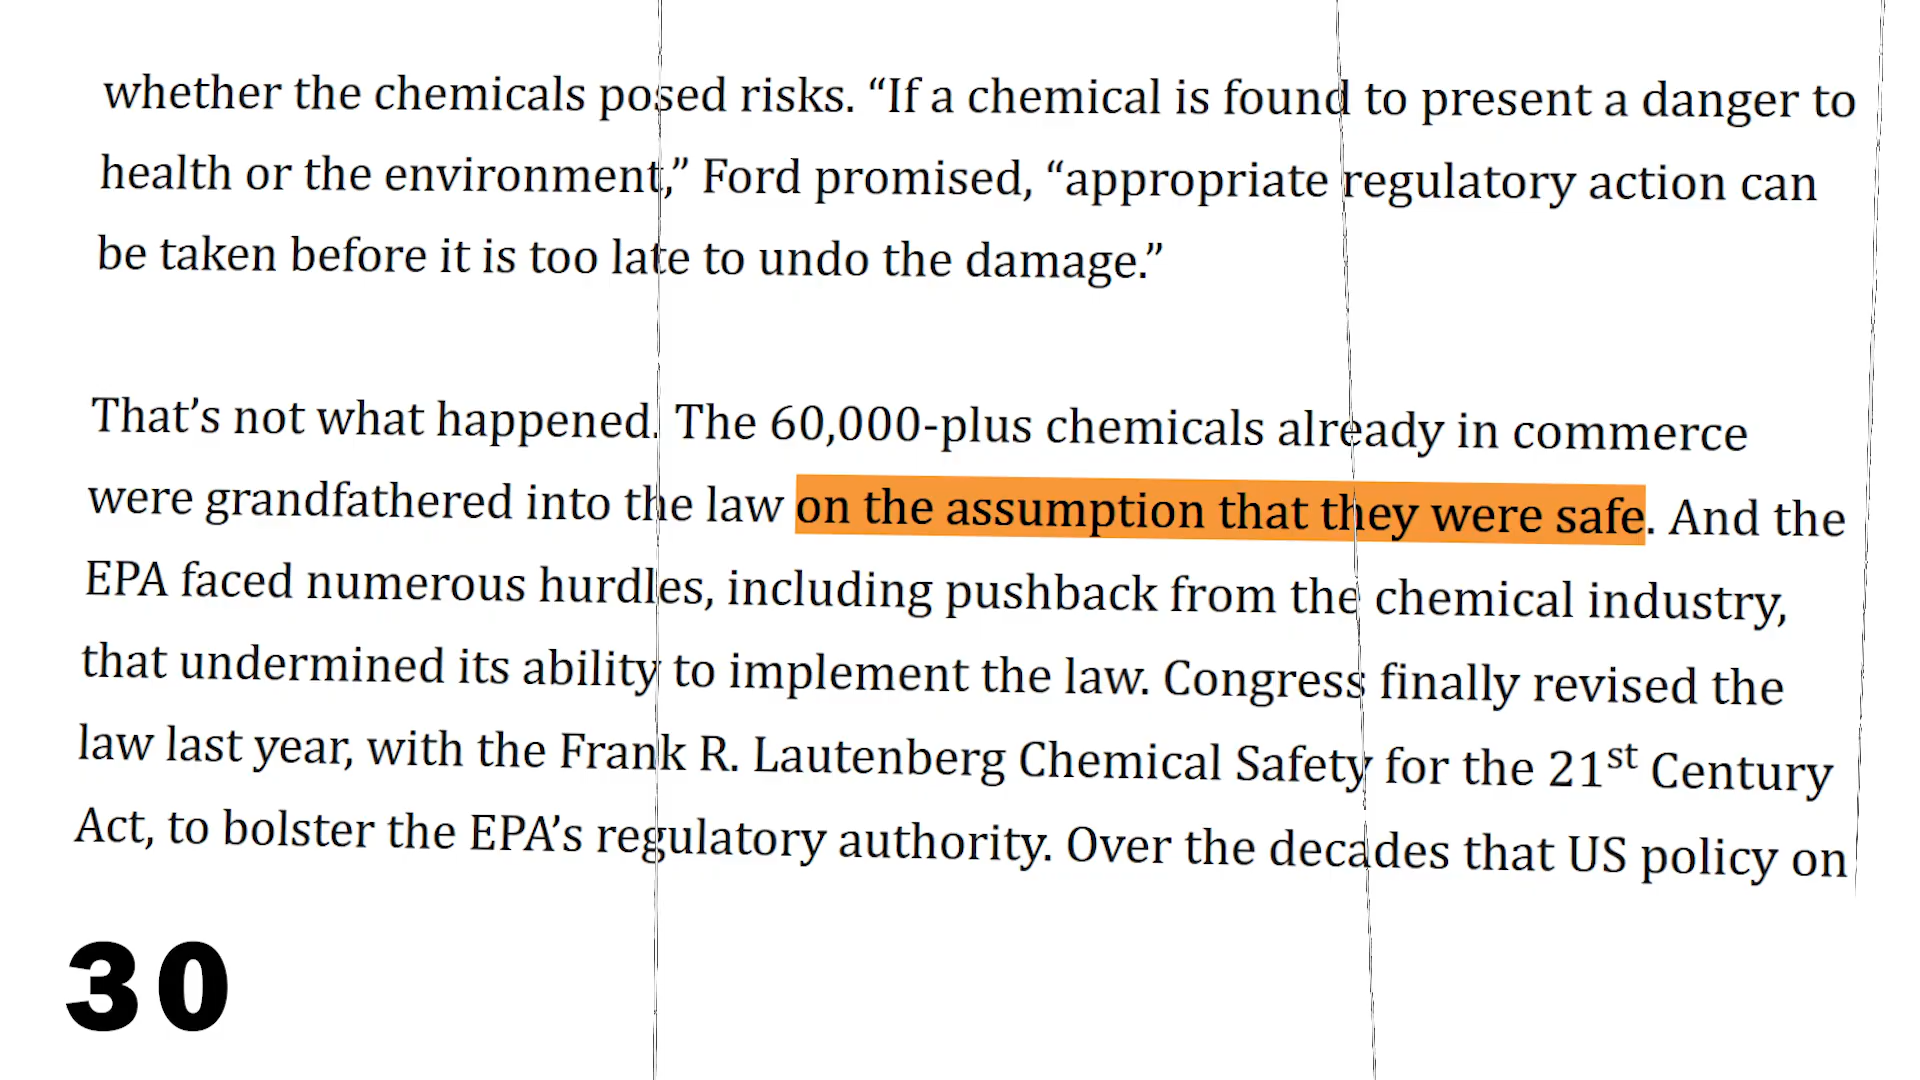 whether the chemicals posed risks. “If a chemical is found to present a danger to
health or the environment,” Ford promised, “appropriate regulatory action can
be taken before it is too late to undo the damage.”
That’s not what happened. The 60,000-plus chemicals already in commerce
were grandfathered into the law on the assumption that they were safe. And the
EPA faced numerous hurdles, including pushback from the chemical industry,
that undermined its ability to implement the law. Congress finally revised the
law last year, with the Frank R. Lautenberg Chemical Safety for the 21st Century
Act, to bolster the EPA’s regulatory authority. Over the decades that US policy on
30